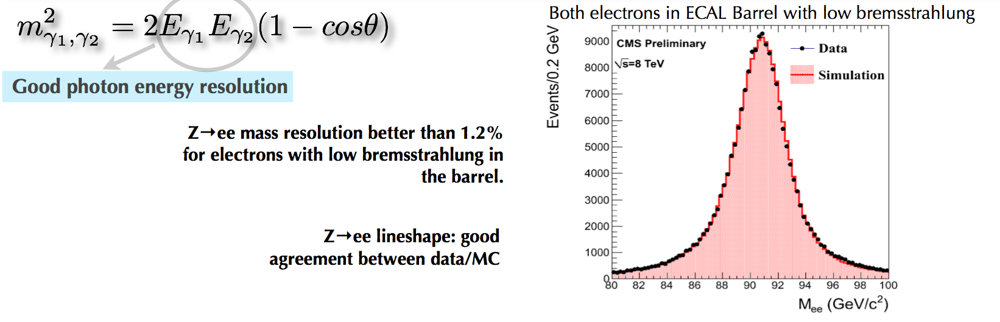 m²γ₁,γ₂ = 2Eγ₁Eγ₂(1 − cosθ)
Good photon energy resolution
Z→ee mass resolution better than 1.2%
for electrons with low bremsstrahlung in
the barrel.
Z→ee lineshape: good
agreement between data/MC
Both electrons in ECAL Barrel with low bremsstrahlung
Events/0.2 GeV
CMS Preliminary
√s=8 TeV
Data
Simulation
9000
8000
7000
6000
5000
4000
3000
2000
1000
0
80 82 84 86 88 90 92 94 96 98 100
Mee (GeV/c²)